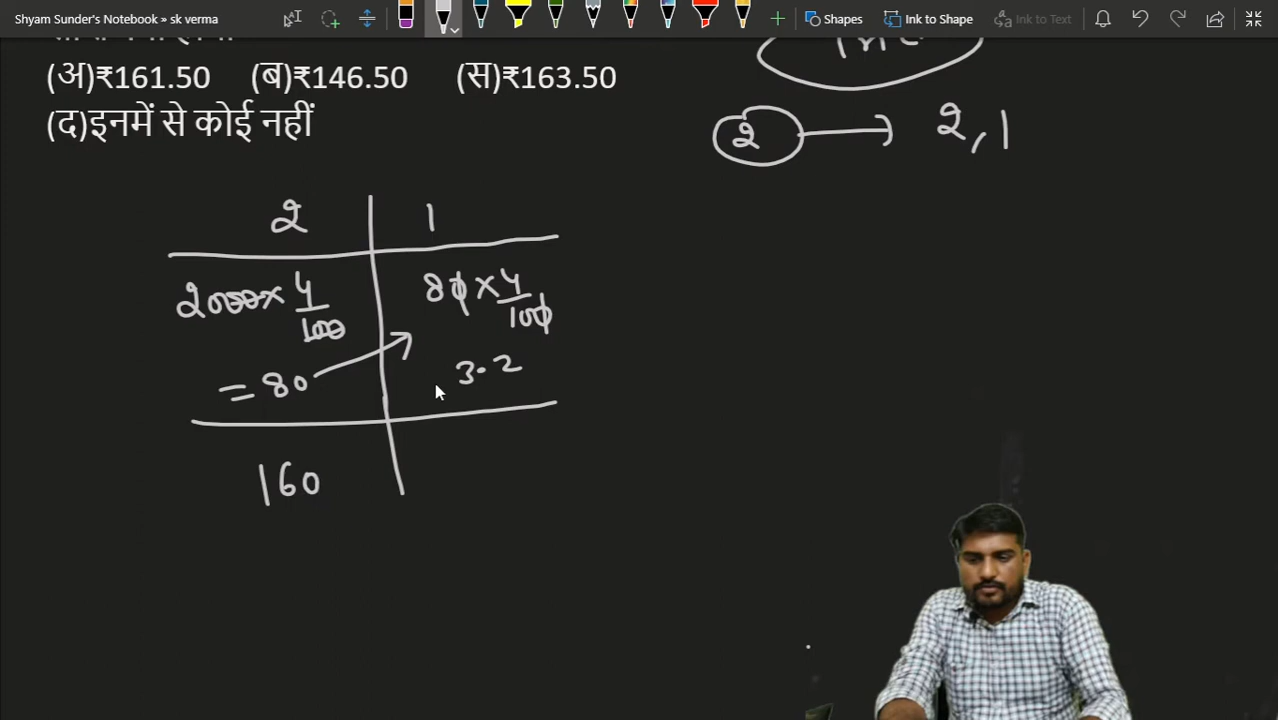 Shyam Sunder's Notebook » sk verma
Shapes Ink to Shape Ink to Text
(अ)₹161.50 (ब)₹146.50 (स)₹163.50
(द)इनमें से कोई नहीं
2 → 2, 1
2 1
2000 × 4/100 80 × 4/100
= 80 3.2
160